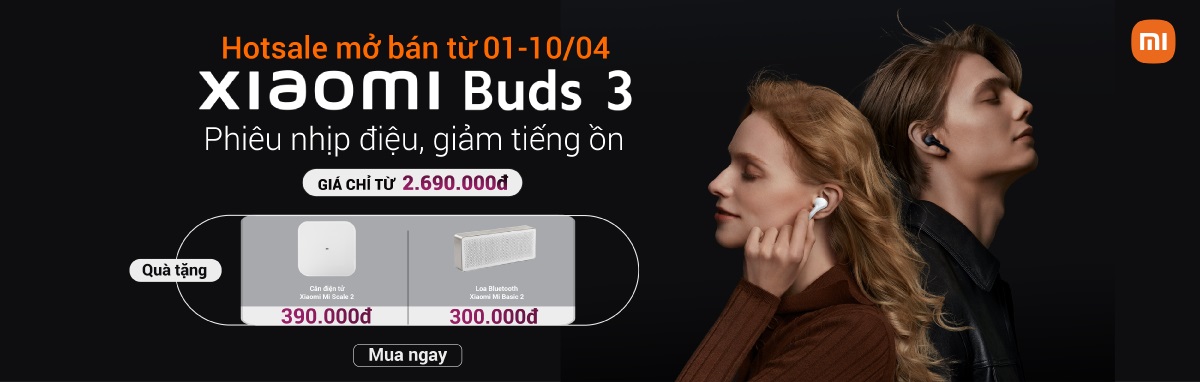 Hotsale mở bán từ 01-10/04
xiaomi Buds 3
Phiêu nhịp điệu, giảm tiếng ồn
GIÁ CHỈ TỪ 2.690.000đ
Quà tặng
Cân điện tử
Xiaomi Mi Scale 2
390.000đ
Loa Bluetooth
Xiaomi Mi Basic 2
300.000đ
Mua ngay
mi